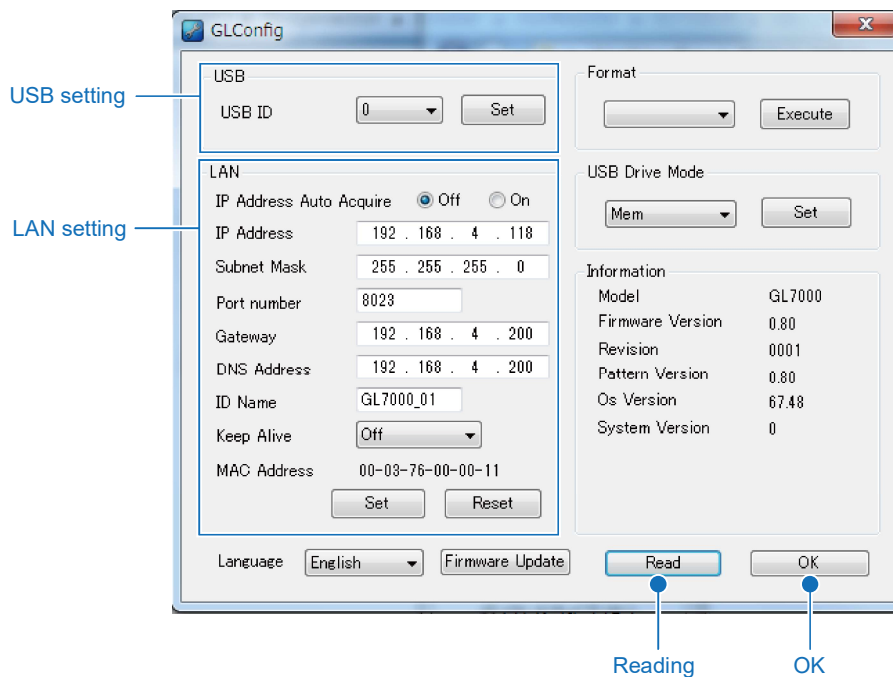 GLConfig
USB setting
USB
USB ID 0 Set
Format
Execute
LAN setting
LAN
IP Address Auto Acquire Off On
IP Address 192 . 168 . 4 . 118
Subnet Mask 255 . 255 . 255 . 0
Port number 8023
Gateway 192 . 168 . 4 . 200
DNS Address 192 . 168 . 4 . 200
ID Name GL7000_01
Keep Alive Off
MAC Address 00-03-76-00-00-11
Set Reset
USB Drive Mode
Mem Set
Information
Model GL7000
Firmware Version 0.80
Revision 0001
Pattern Version 0.80
Os Version 67.48
System Version 0
Language English Firmware Update Read OK
Reading OK